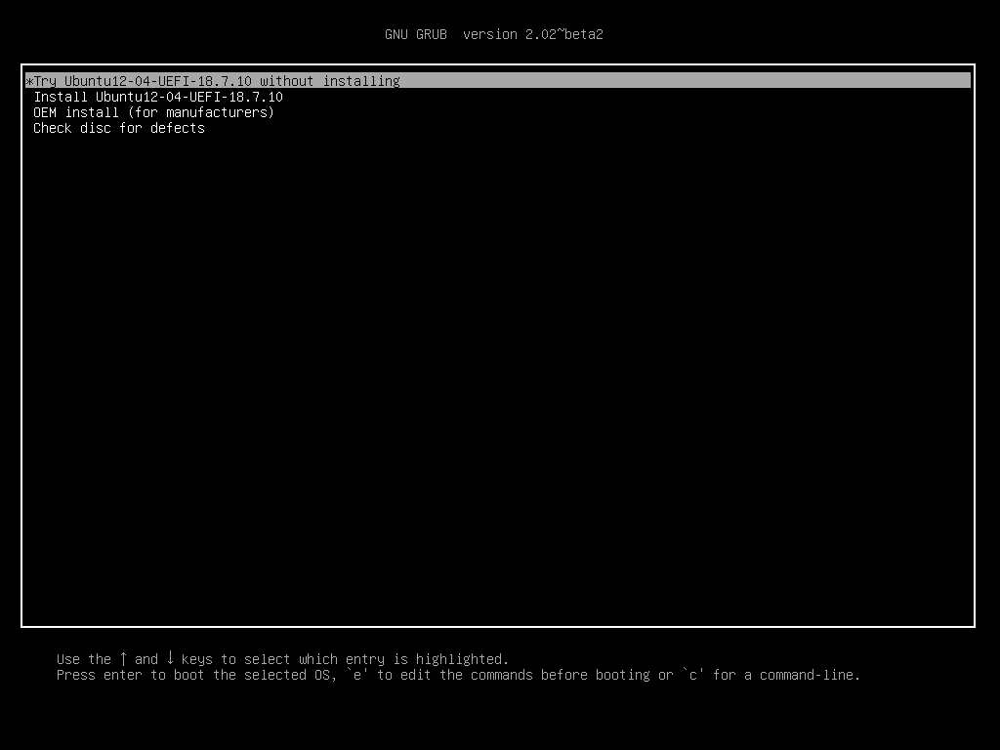 GNU GRUB  version 2.02~beta2
*Try Ubuntu12-04-UEFI-18.7.10 without installing
Install Ubuntu12-04-UEFI-18.7.10
OEM install (for manufacturers)
Check disc for defects
Use the ↑ and ↓ keys to select which entry is highlighted.
Press enter to boot the selected OS, `e' to edit the commands before booting or `c' for a command-line.